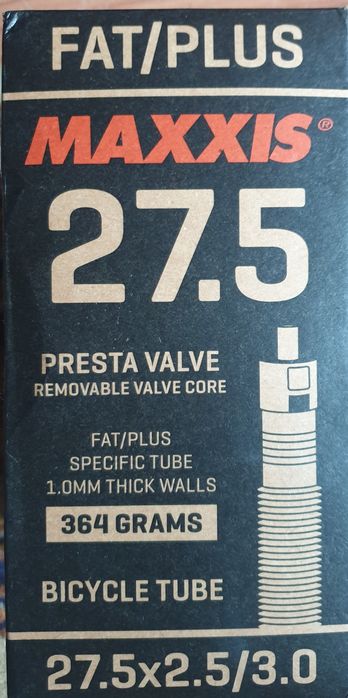 FAT/PLUS
MAXXIS®
27.5
PRESTA VALVE
REMOVABLE VALVE CORE
FAT/PLUS
SPECIFIC TUBE
1.0MM THICK WALLS
364 GRAMS
BICYCLE TUBE
27.5x2.5/3.0